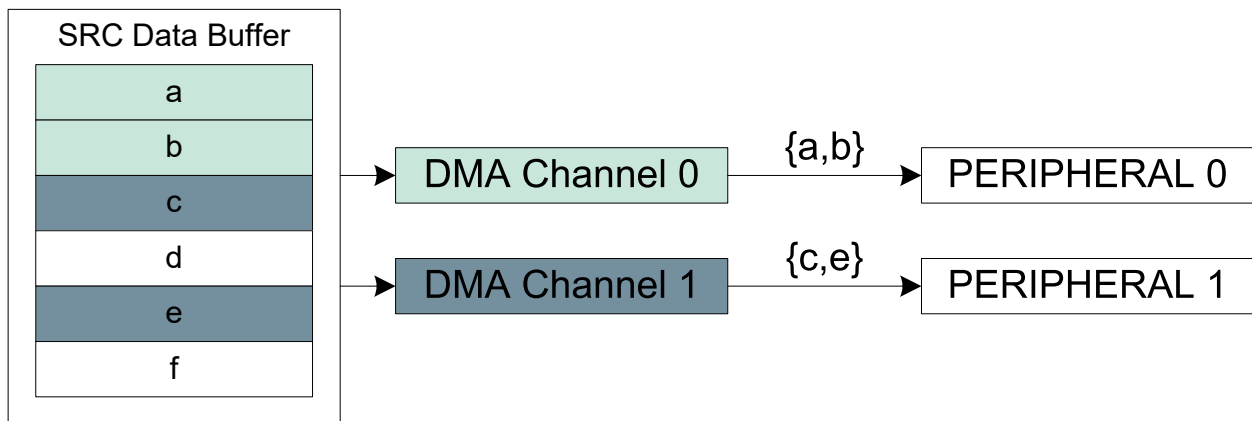 SRC Data Buffer
a
b
c
d
e
f
DMA Channel 0
{a,b}
PERIPHERAL 0
DMA Channel 1
{c,e}
PERIPHERAL 1